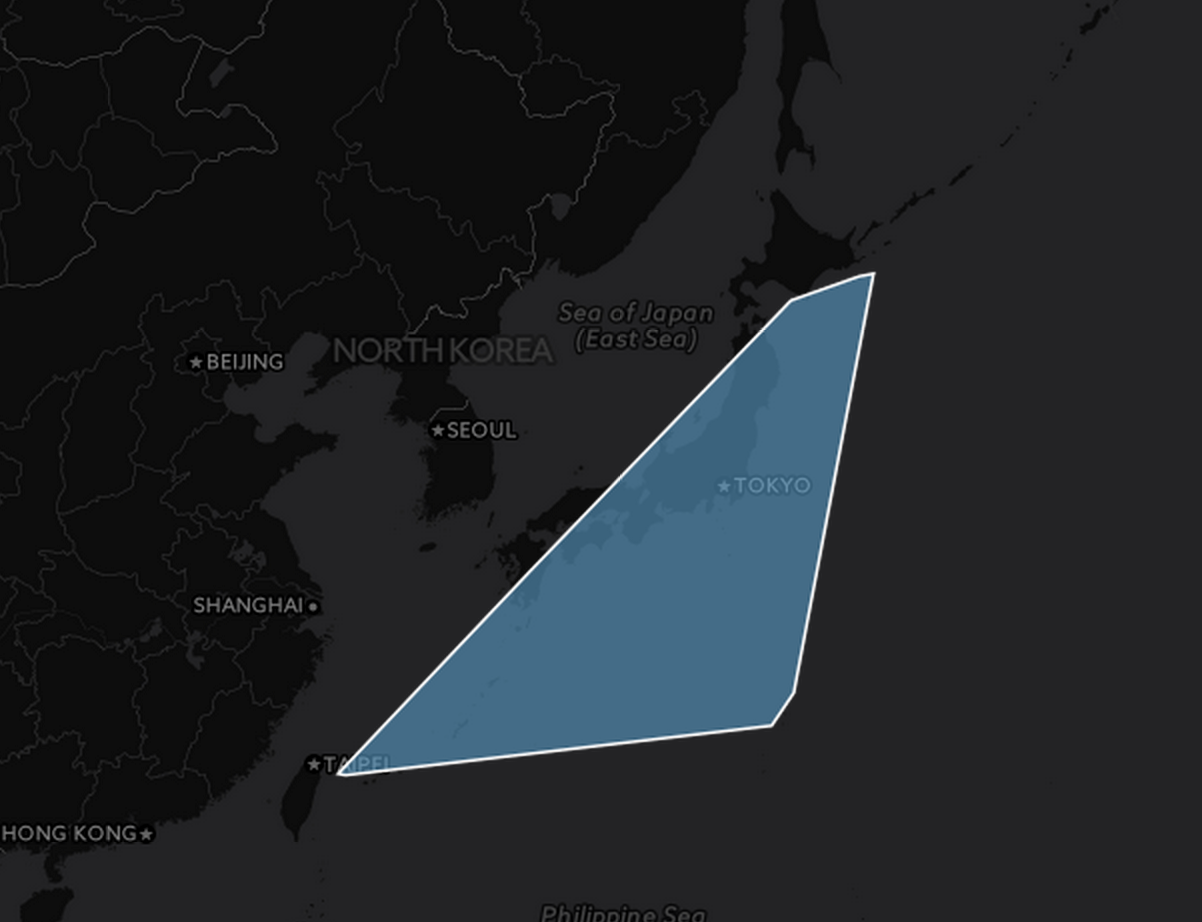 Sea of Japan
(East Sea)
NORTH KOREA
BEIJING
SEOUL
TOKYO
SHANGHAI
TAIPEI
HONG KONG
Philippine Sea